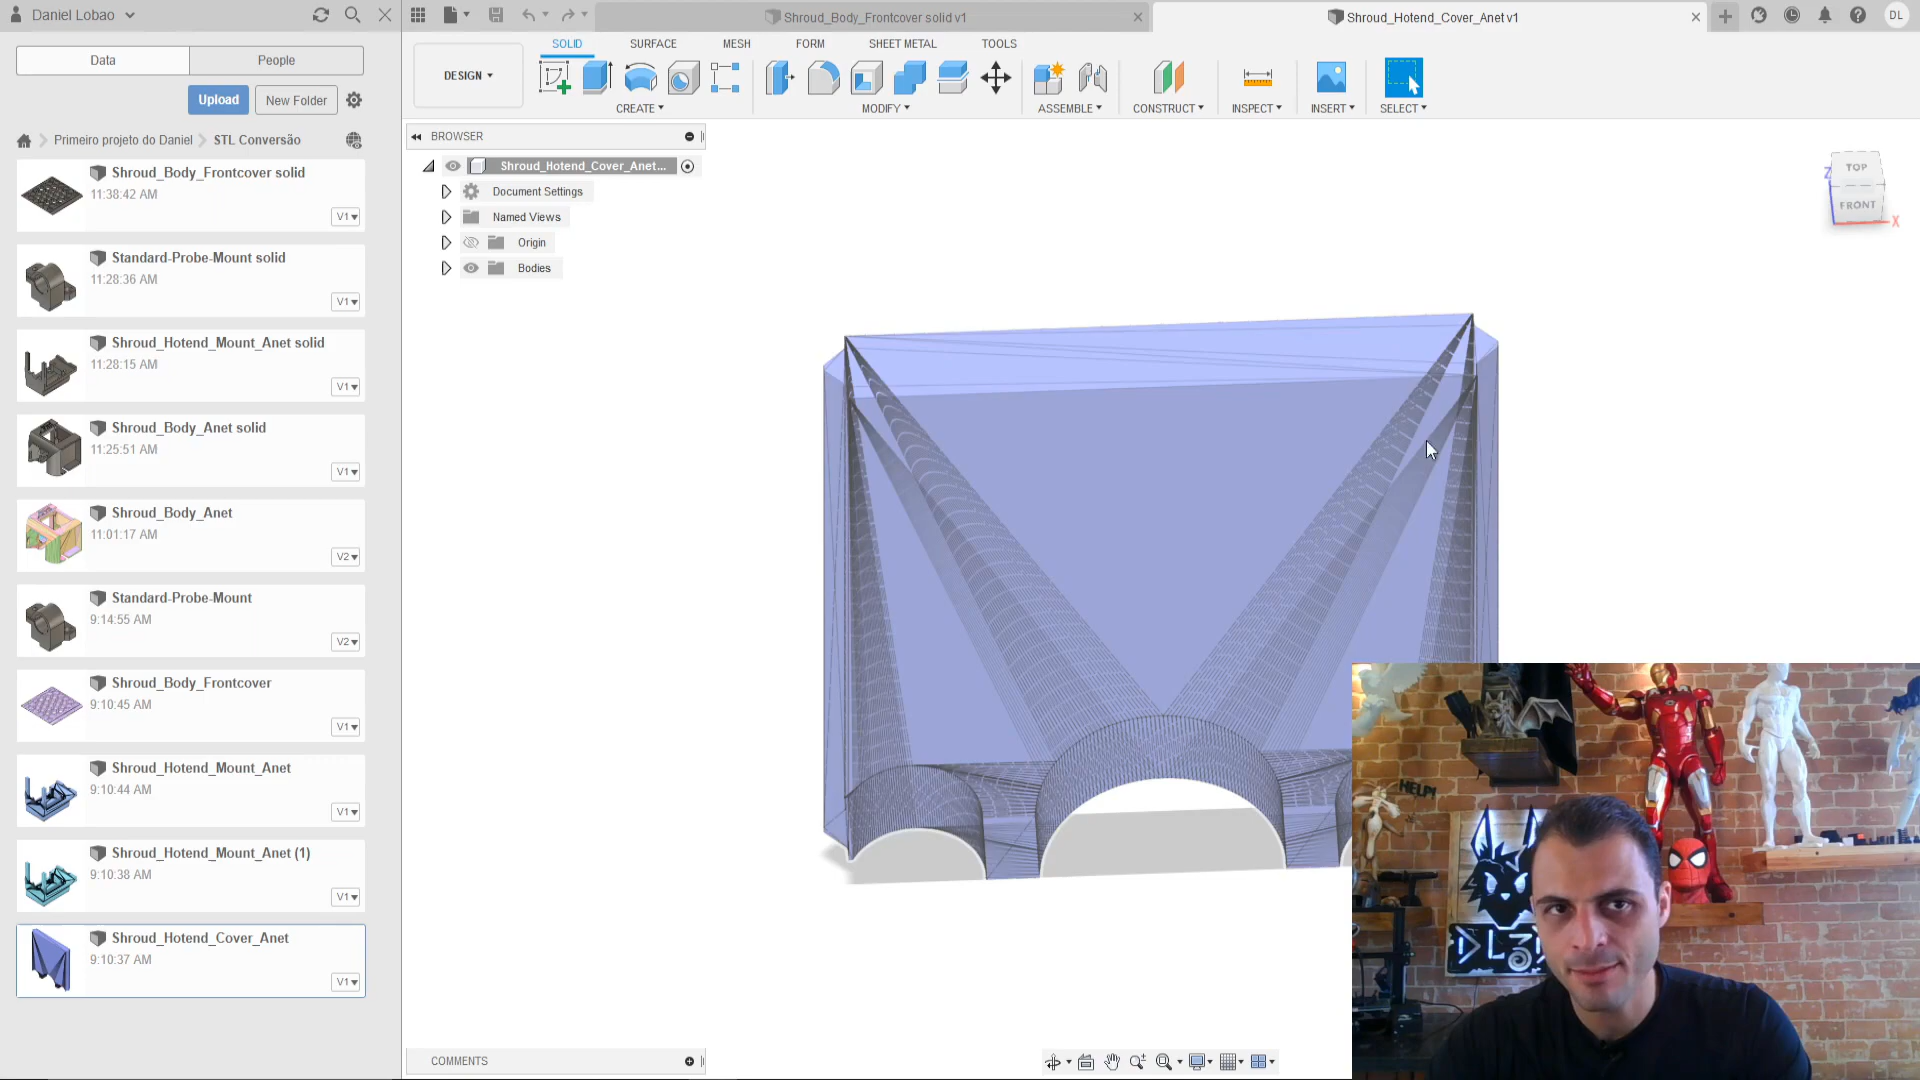 Daniel Lobao
Data
People
Upload
New Folder
Primeiro projeto do Daniel
STL Conversão
Shroud_Body_Frontcover solid
11:38:42 AM
V1
Standard-Probe-Mount solid
11:28:36 AM
V1
Shroud_Hotend_Mount_Anet solid
11:28:15 AM
V1
Shroud_Body_Anet solid
11:25:51 AM
V1
Shroud_Body_Anet
11:01:17 AM
V2
Standard-Probe-Mount
9:14:55 AM
V2
Shroud_Body_Frontcover
9:10:45 AM
V1
Shroud_Hotend_Mount_Anet
9:10:44 AM
V1
Shroud_Hotend_Mount_Anet (1)
9:10:38 AM
V1
Shroud_Hotend_Cover_Anet
9:10:37 AM
V1
Shroud_Body_Frontcover solid v1
Shroud_Hotend_Cover_Anet v1
DL
DESIGN
SOLID
SURFACE
MESH
FORM
SHEET METAL
TOOLS
CREATE
MODIFY
ASSEMBLE
CONSTRUCT
INSPECT
INSERT
SELECT
BROWSER
Shroud_Hotend_Cover_Anet...
Document Settings
Named Views
Origin
Bodies
TOP
FRONT
Z
X
HELP!
DL3
COMMENTS